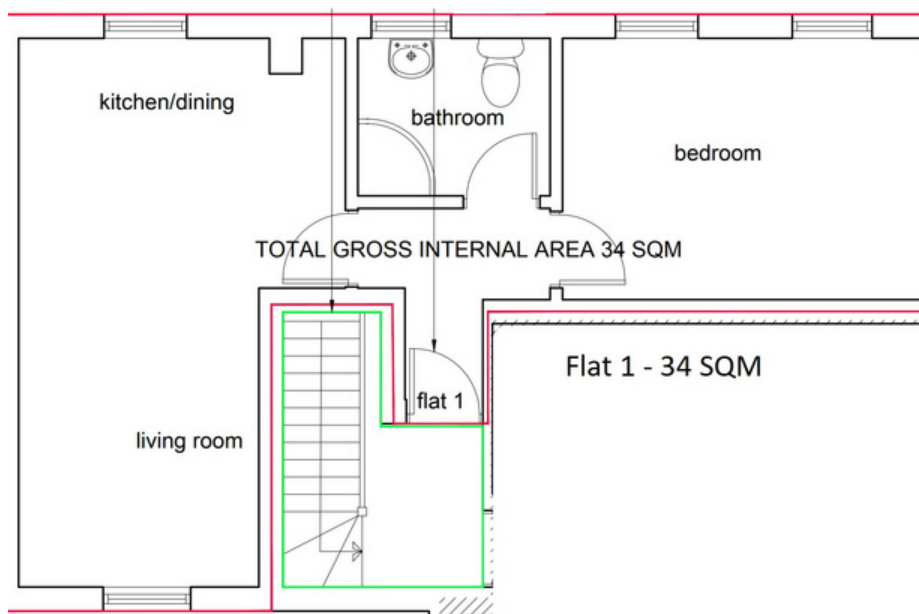 kitchen/dining
bathroom
bedroom
TOTAL GROSS INTERNAL AREA 34 SQM
Flat 1 - 34 SQM
flat 1
living room